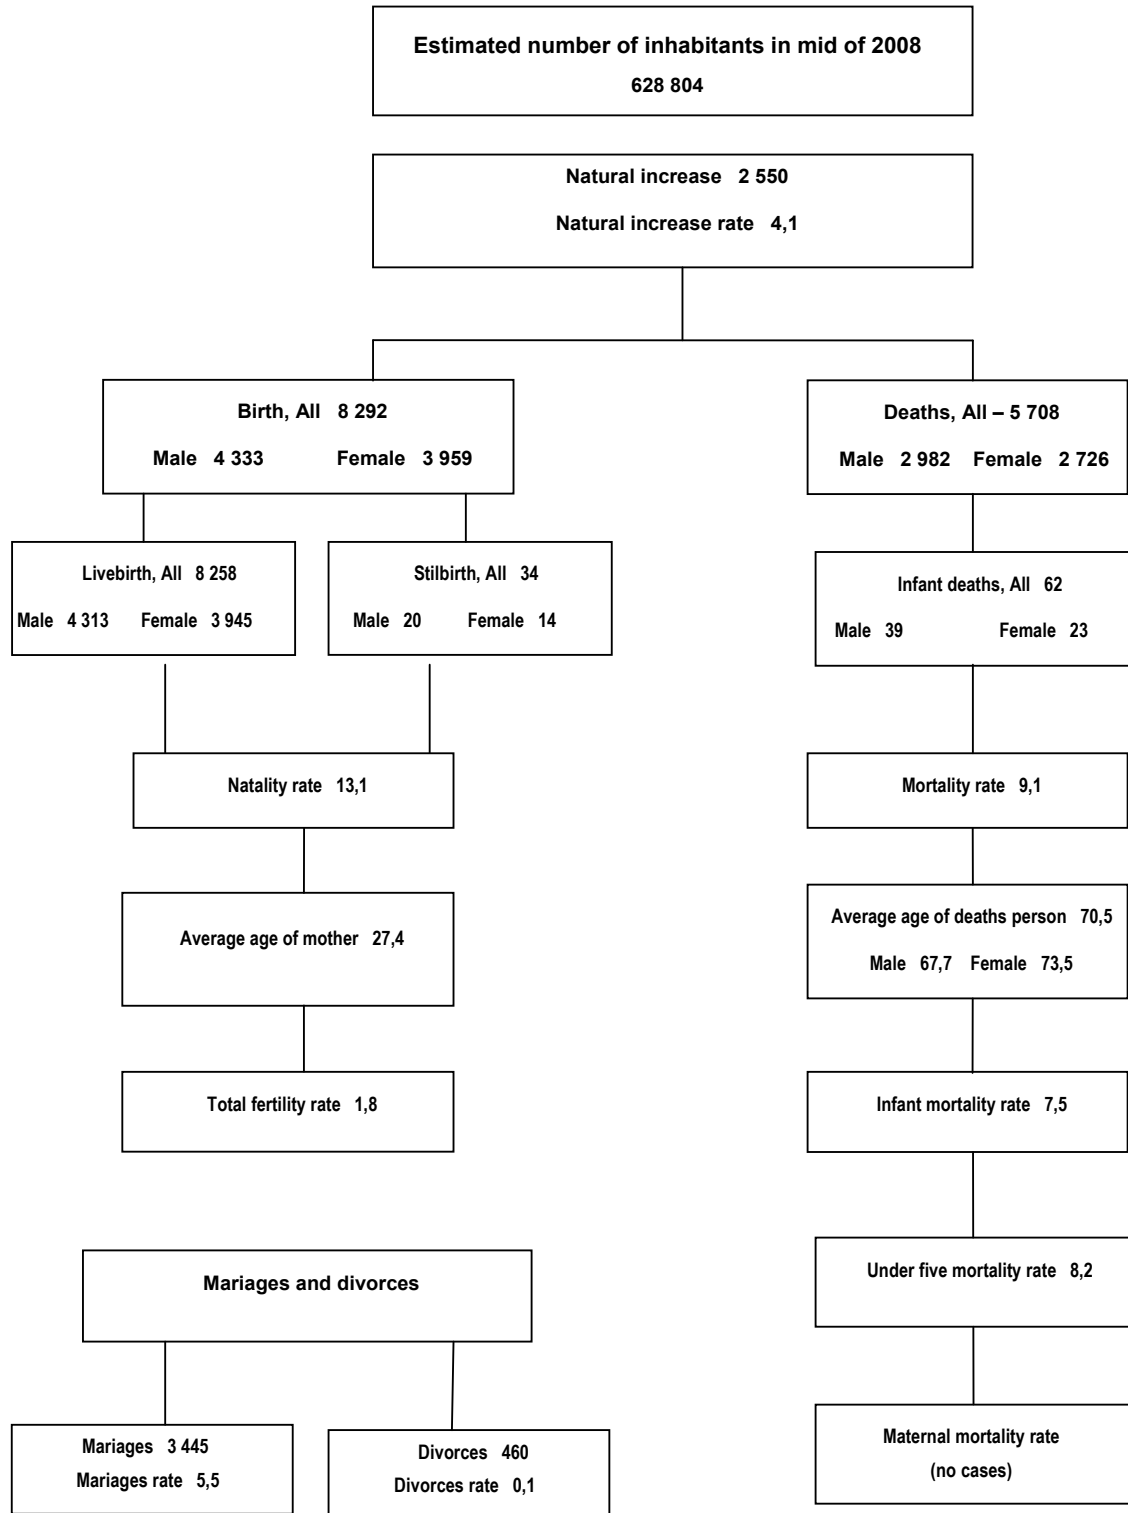 Estimated number of inhabitants in mid of 2008
628 804
Natural increase 2 550
Natural increase rate 4,1
Birth, All 8 292
Male 4 333 Female 3 959
Deaths, All – 5 708
Male 2 982 Female 2 726
Livebirth, All 8 258
Male 4 313 Female 3 945
Stilbirth, All 34
Male 20 Female 14
Infant deaths, All 62
Male 39 Female 23
Natality rate 13,1
Mortality rate 9,1
Average age of mother 27,4
Average age of deaths person 70,5
Male 67,7 Female 73,5
Total fertility rate 1,8
Infant mortality rate 7,5
Mariages and divorces
Under five mortality rate 8,2
Mariages 3 445
Mariages rate 5,5
Divorces 460
Divorces rate 0,1
Maternal mortality rate
(no cases)